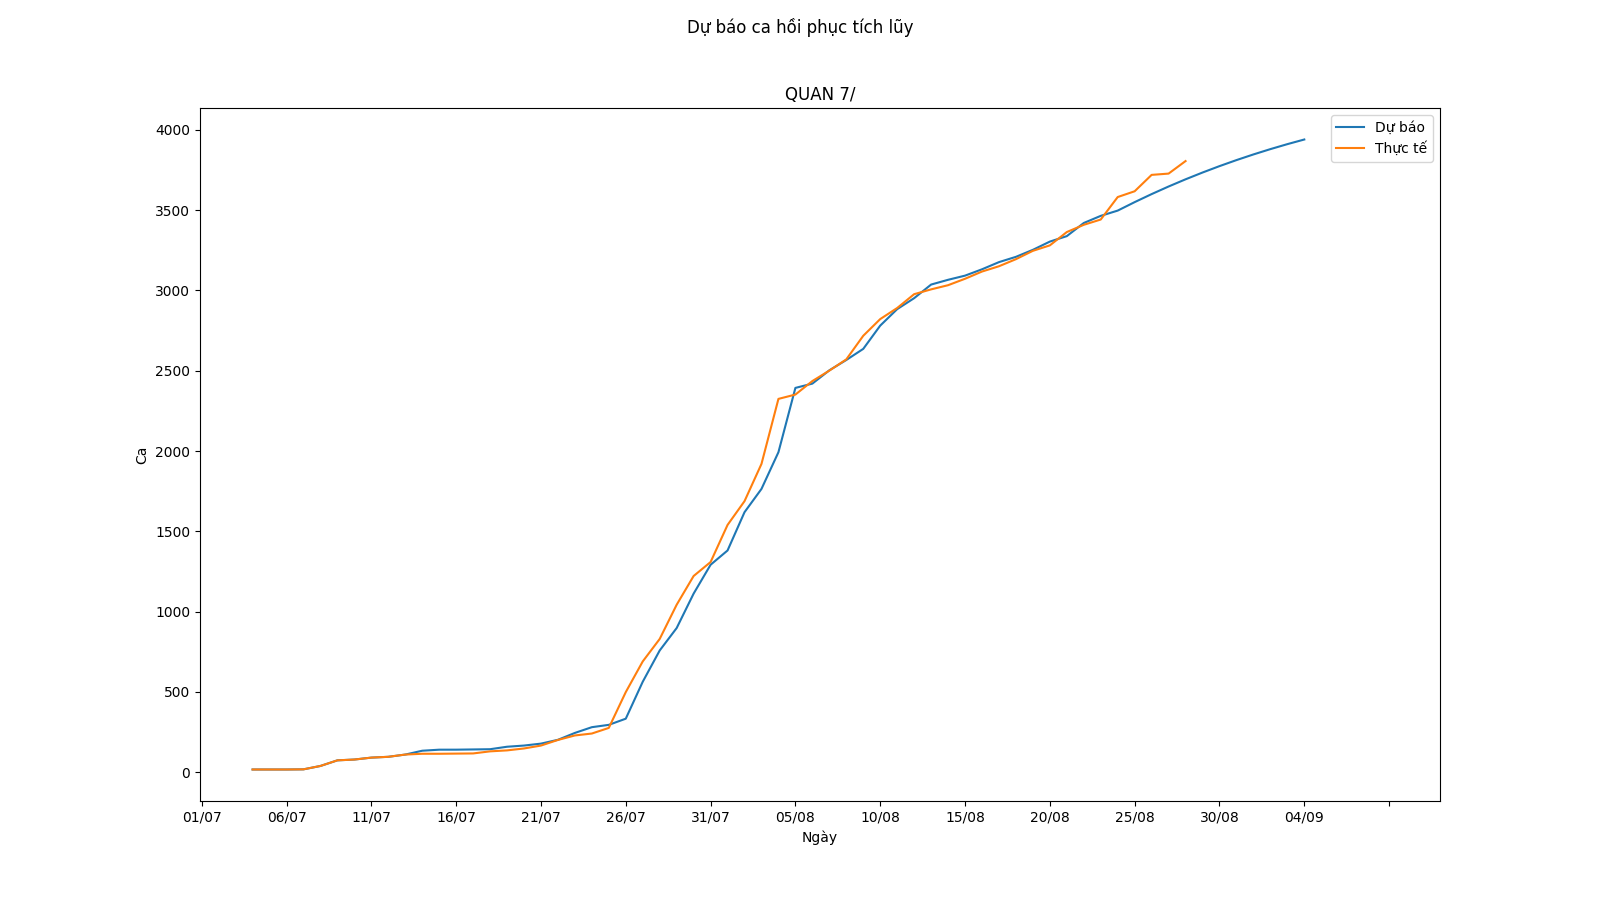 Dự báo ca hồi phục tích lũy
QUAN 7/
Dự báo
Thực tế
4000
3500
3000
2500
2000
1500
1000
500
0
Ca
01/07 06/07 11/07 16/07 21/07 26/07 31/07 05/08 10/08 15/08 20/08 25/08 30/08 04/09
Ngày